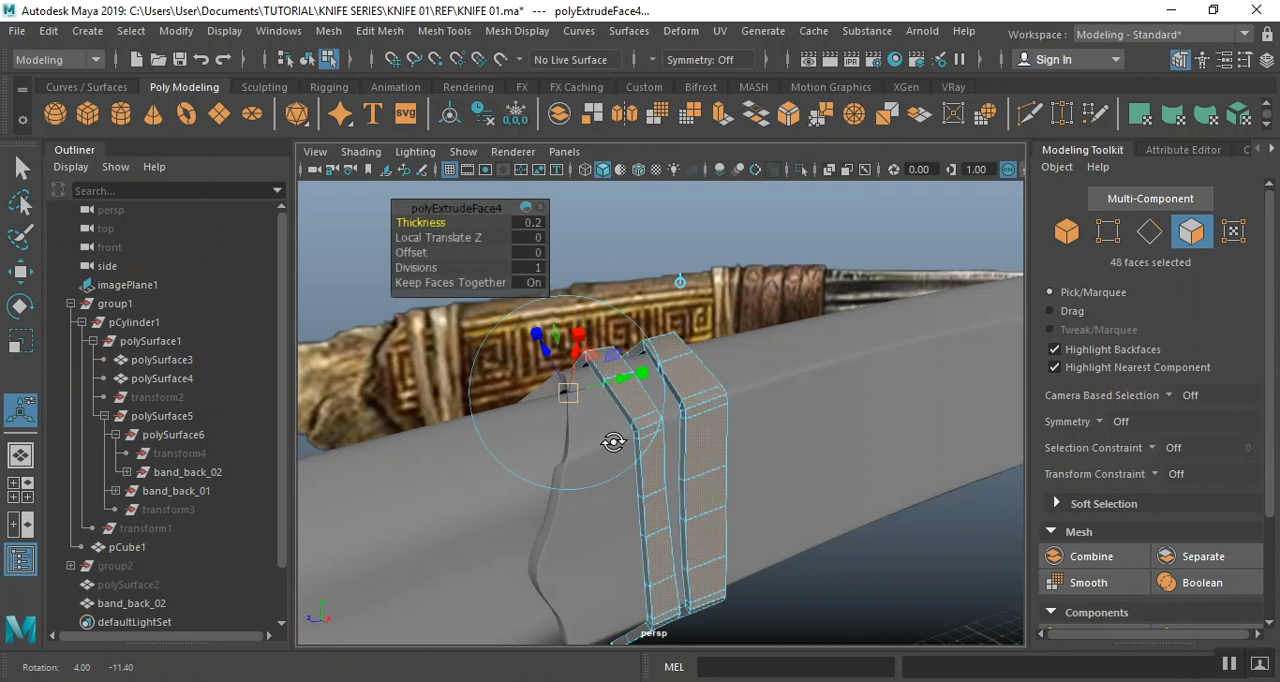 Autodesk Maya 2019: C:\Users\User\Documents\TUTORIAL\KNIFE SERIES\KNIFE 01\REF\KNIFE 01.ma* --- polyExtrudeFace4...
File Edit Create Select Modify Display Windows Mesh Edit Mesh Mesh Tools Mesh Display Curves Surfaces Deform UV Generate Cache Substance Arnold Help Workspace : Modeling - Standard*
Modeling No Live Surface Symmetry: Off IPR Sign In
Curves / Surfaces Poly Modeling Sculpting Rigging Animation Rendering FX FX Caching Custom Bifrost MASH Motion Graphics XGen VRay
T SVG 0,0,0
Outliner
Display Show Help
Search...
persp
top
front
side
imagePlane1
group1
pCylinder1
polySurface1
polySurface3
polySurface4
transform2
polySurface5
polySurface6
transform4
band_back_02
band_back_01
transform3
transform1
pCube1
group2
polySurface2
band_back_02
defaultLightSet
View Shading Lighting Show Renderer Panels
0.00 1.00
polyExtrudeFace4
Thickness 0.2
Local Translate Z 0
Offset 0
Divisions 1
Keep Faces Together On
persp
Modeling Toolkit Attribute Editor C
Object Help
Multi-Component
48 faces selected
Pick/Marquee
Drag
Tweak/Marquee
Highlight Backfaces
Highlight Nearest Component
Camera Based Selection Off
Symmetry Off
Selection Constraint Off 0
Transform Constraint Off
Soft Selection
Mesh
Combine Separate
Smooth Boolean
Components
Rotation: 4.00 -11.40 MEL